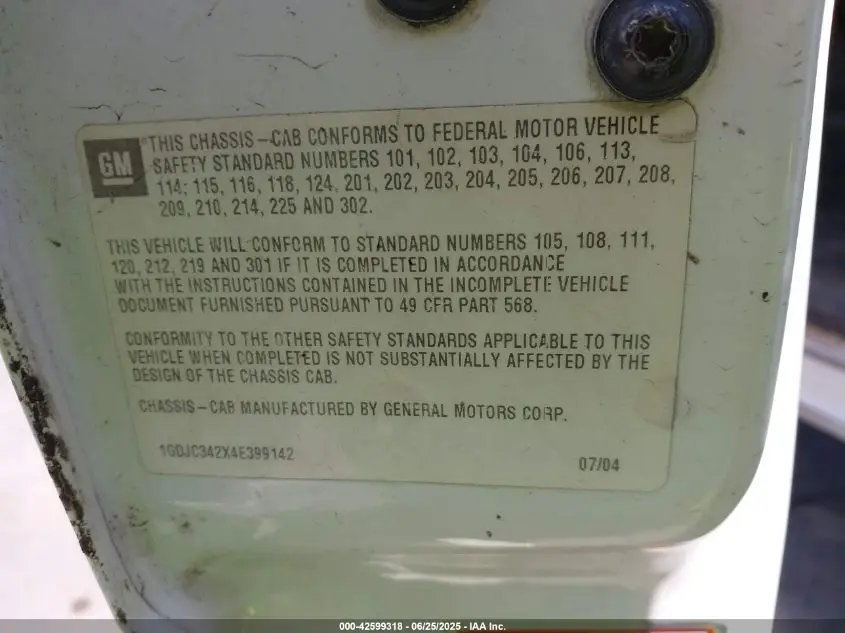 GM
THIS CHASSIS-CAB CONFORMS TO FEDERAL MOTOR VEHICLE
SAFETY STANDARD NUMBERS 101, 102, 103, 104, 106, 113,
114, 115, 116, 118, 124, 201, 202, 203, 204, 205, 206, 207, 208,
209, 210, 214, 225 AND 302.
THIS VEHICLE WILL CONFORM TO STANDARD NUMBERS 105, 108, 111,
120, 212, 219 AND 301 IF IT IS COMPLETED IN ACCORDANCE
WITH THE INSTRUCTIONS CONTAINED IN THE INCOMPLETE VEHICLE
DOCUMENT FURNISHED PURSUANT TO 49 CFR PART 568.
CONFORMITY TO THE OTHER SAFETY STANDARDS APPLICABLE TO THIS
VEHICLE WHEN COMPLETED IS NOT SUBSTANTIALLY AFFECTED BY THE
DESIGN OF THE CHASSIS CAB.
CHASSIS-CAB MANUFACTURED BY GENERAL MOTORS CORP.
1GDJC342X4E399142
07/04
000-42599318 - 06/25/2025 - IAA Inc.